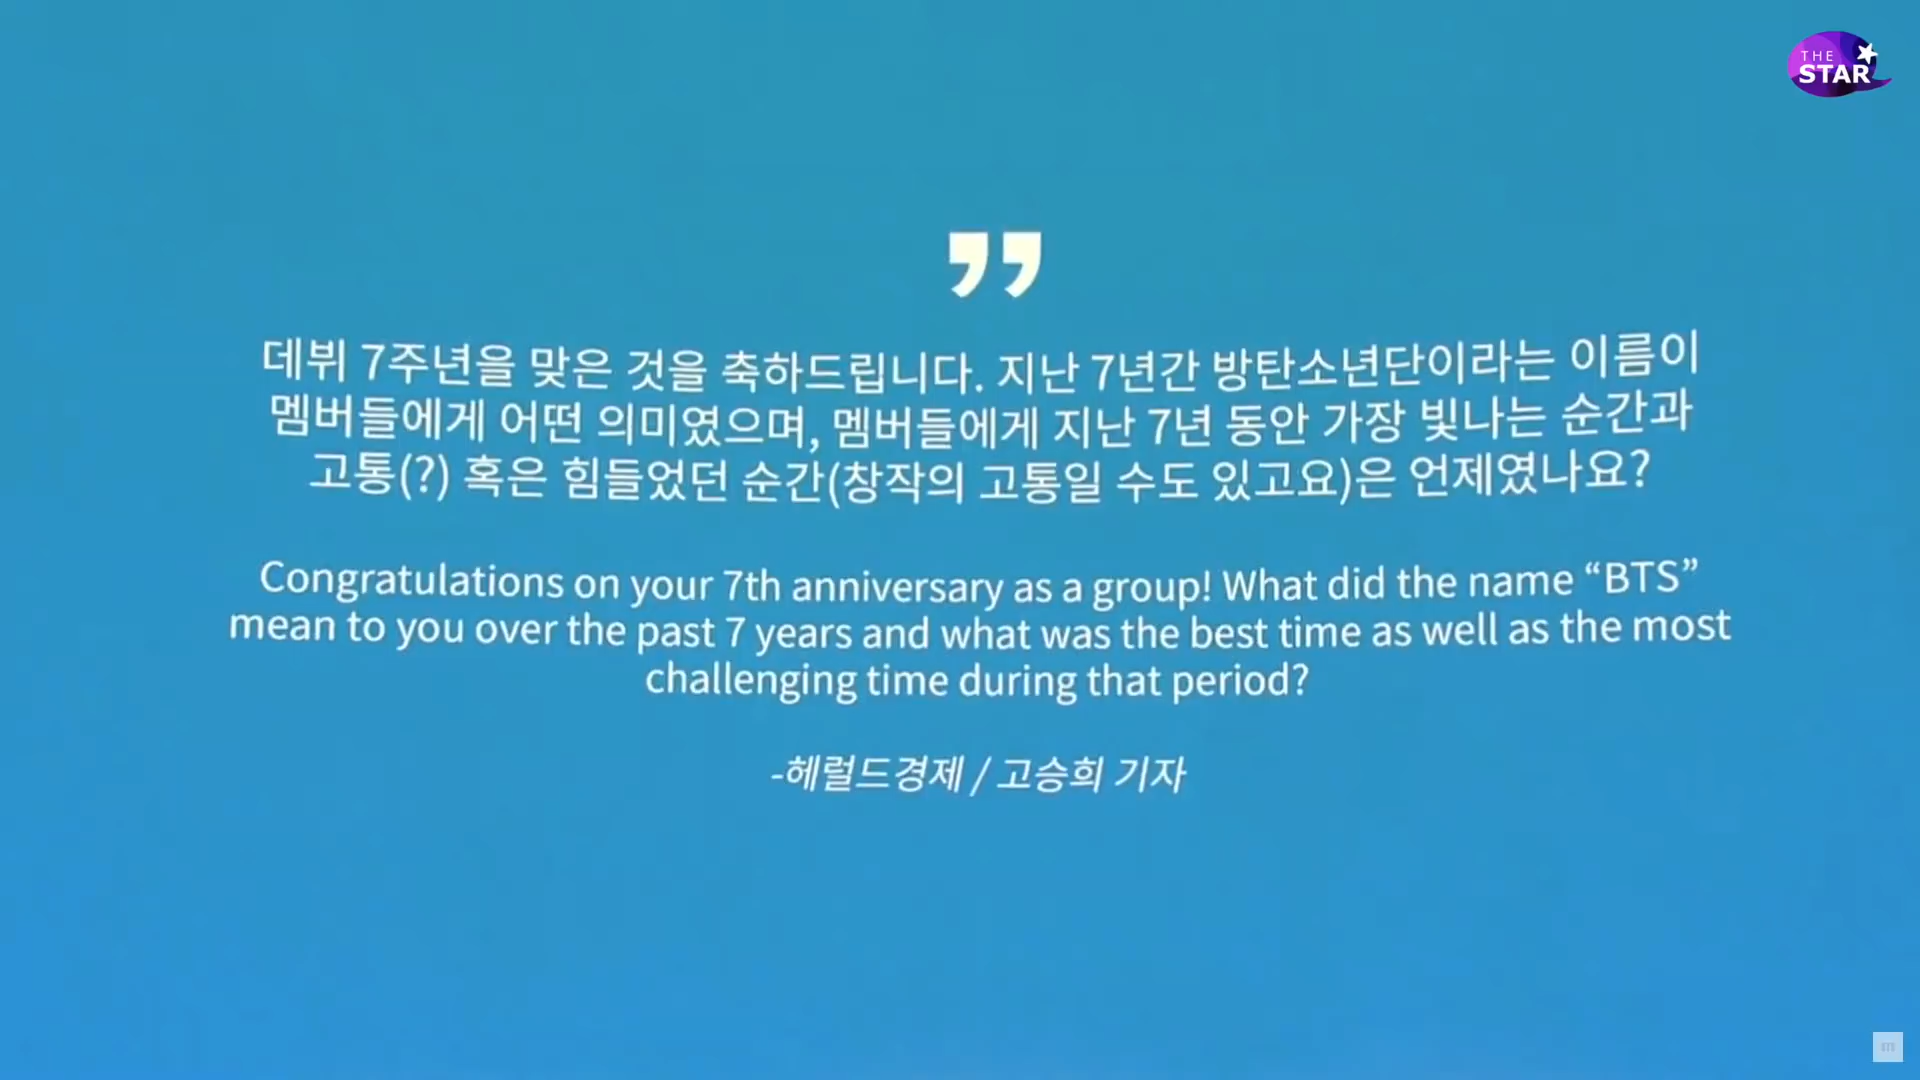 THE
STAR
”
데뷔 7주년을 맞은 것을 축하드립니다. 지난 7년간 방탄소년단이라는 이름이
멤버들에게 어떤 의미였으며, 멤버들에게 지난 7년 동안 가장 빛나는 순간과
고통(?) 혹은 힘들었던 순간(창작의 고통일 수도 있고요)은 언제였나요?
Congratulations on your 7th anniversary as a group! What did the name “BTS”
mean to you over the past 7 years and what was the best time as well as the most
challenging time during that period?
-헤럴드경제 / 고승희 기자
m